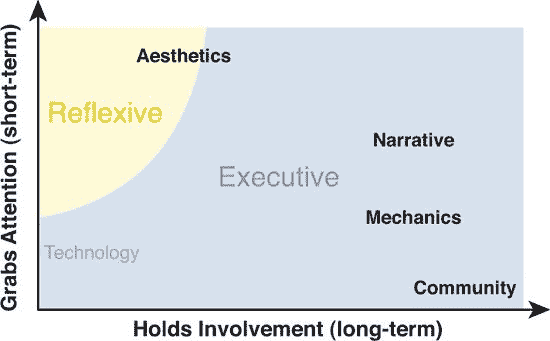 Grabs Attention (short-term)
Aesthetics
Reflexive
Narrative
Executive
Mechanics
Technology
Community
Holds Involvement (long-term)